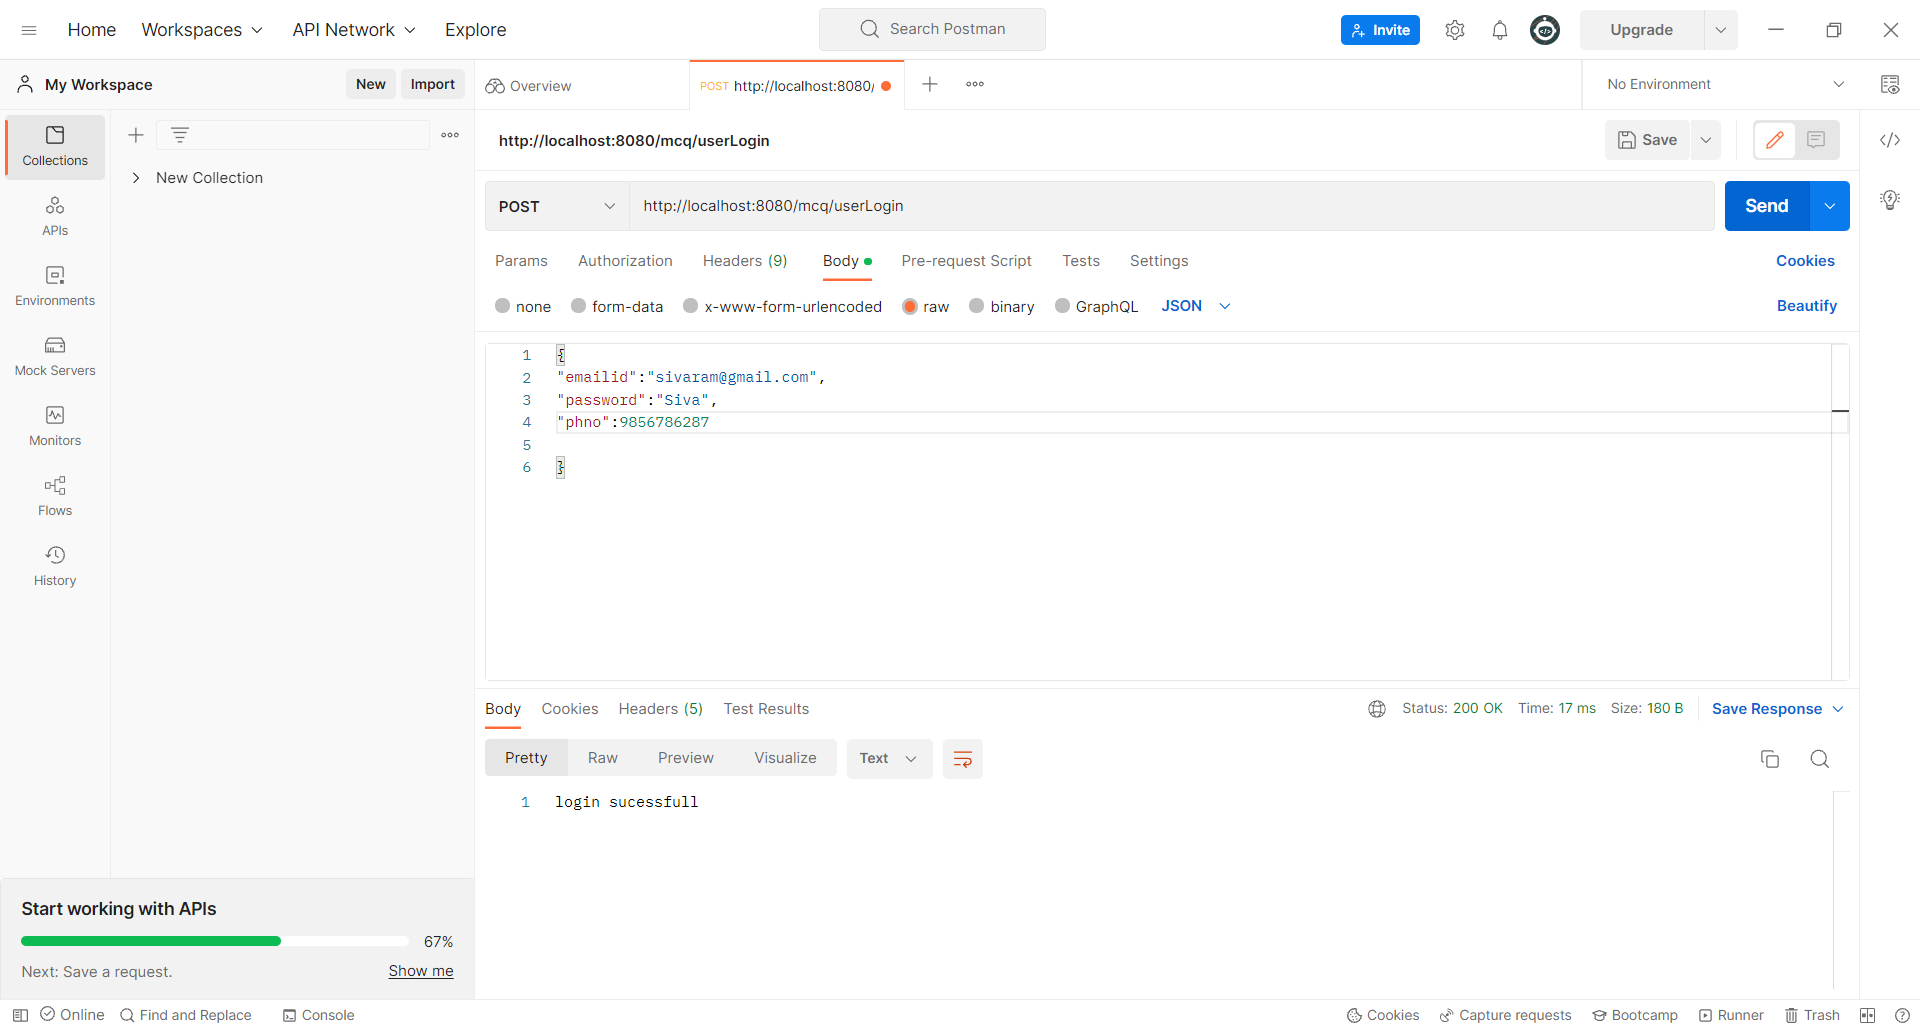 Home Workspaces API Network Explore Search Postman Invite Upgrade
My Workspace New Import Overview POST http://localhost:8080/ No Environment
Collections
New Collection
APIs
Environments
Mock Servers
Monitors
Flows
History
http://localhost:8080/mcq/userLogin Save
POST http://localhost:8080/mcq/userLogin Send
Params Authorization Headers (9) Body Pre-request Script Tests Settings Cookies
none form-data x-www-form-urlencoded raw binary GraphQL JSON Beautify
1 {
2 "emailid":"sivaram@gmail.com",
3 "password":"Siva",
4 "phno":9856786287
5
6 }
Body Cookies Headers (5) Test Results Status: 200 OK Time: 17 ms Size: 180 B Save Response
Pretty Raw Preview Visualize Text
1 login sucessfull
Start working with APIs
67%
Next: Save a request. Show me
Online Find and Replace Console Cookies Capture requests Bootcamp Runner Trash